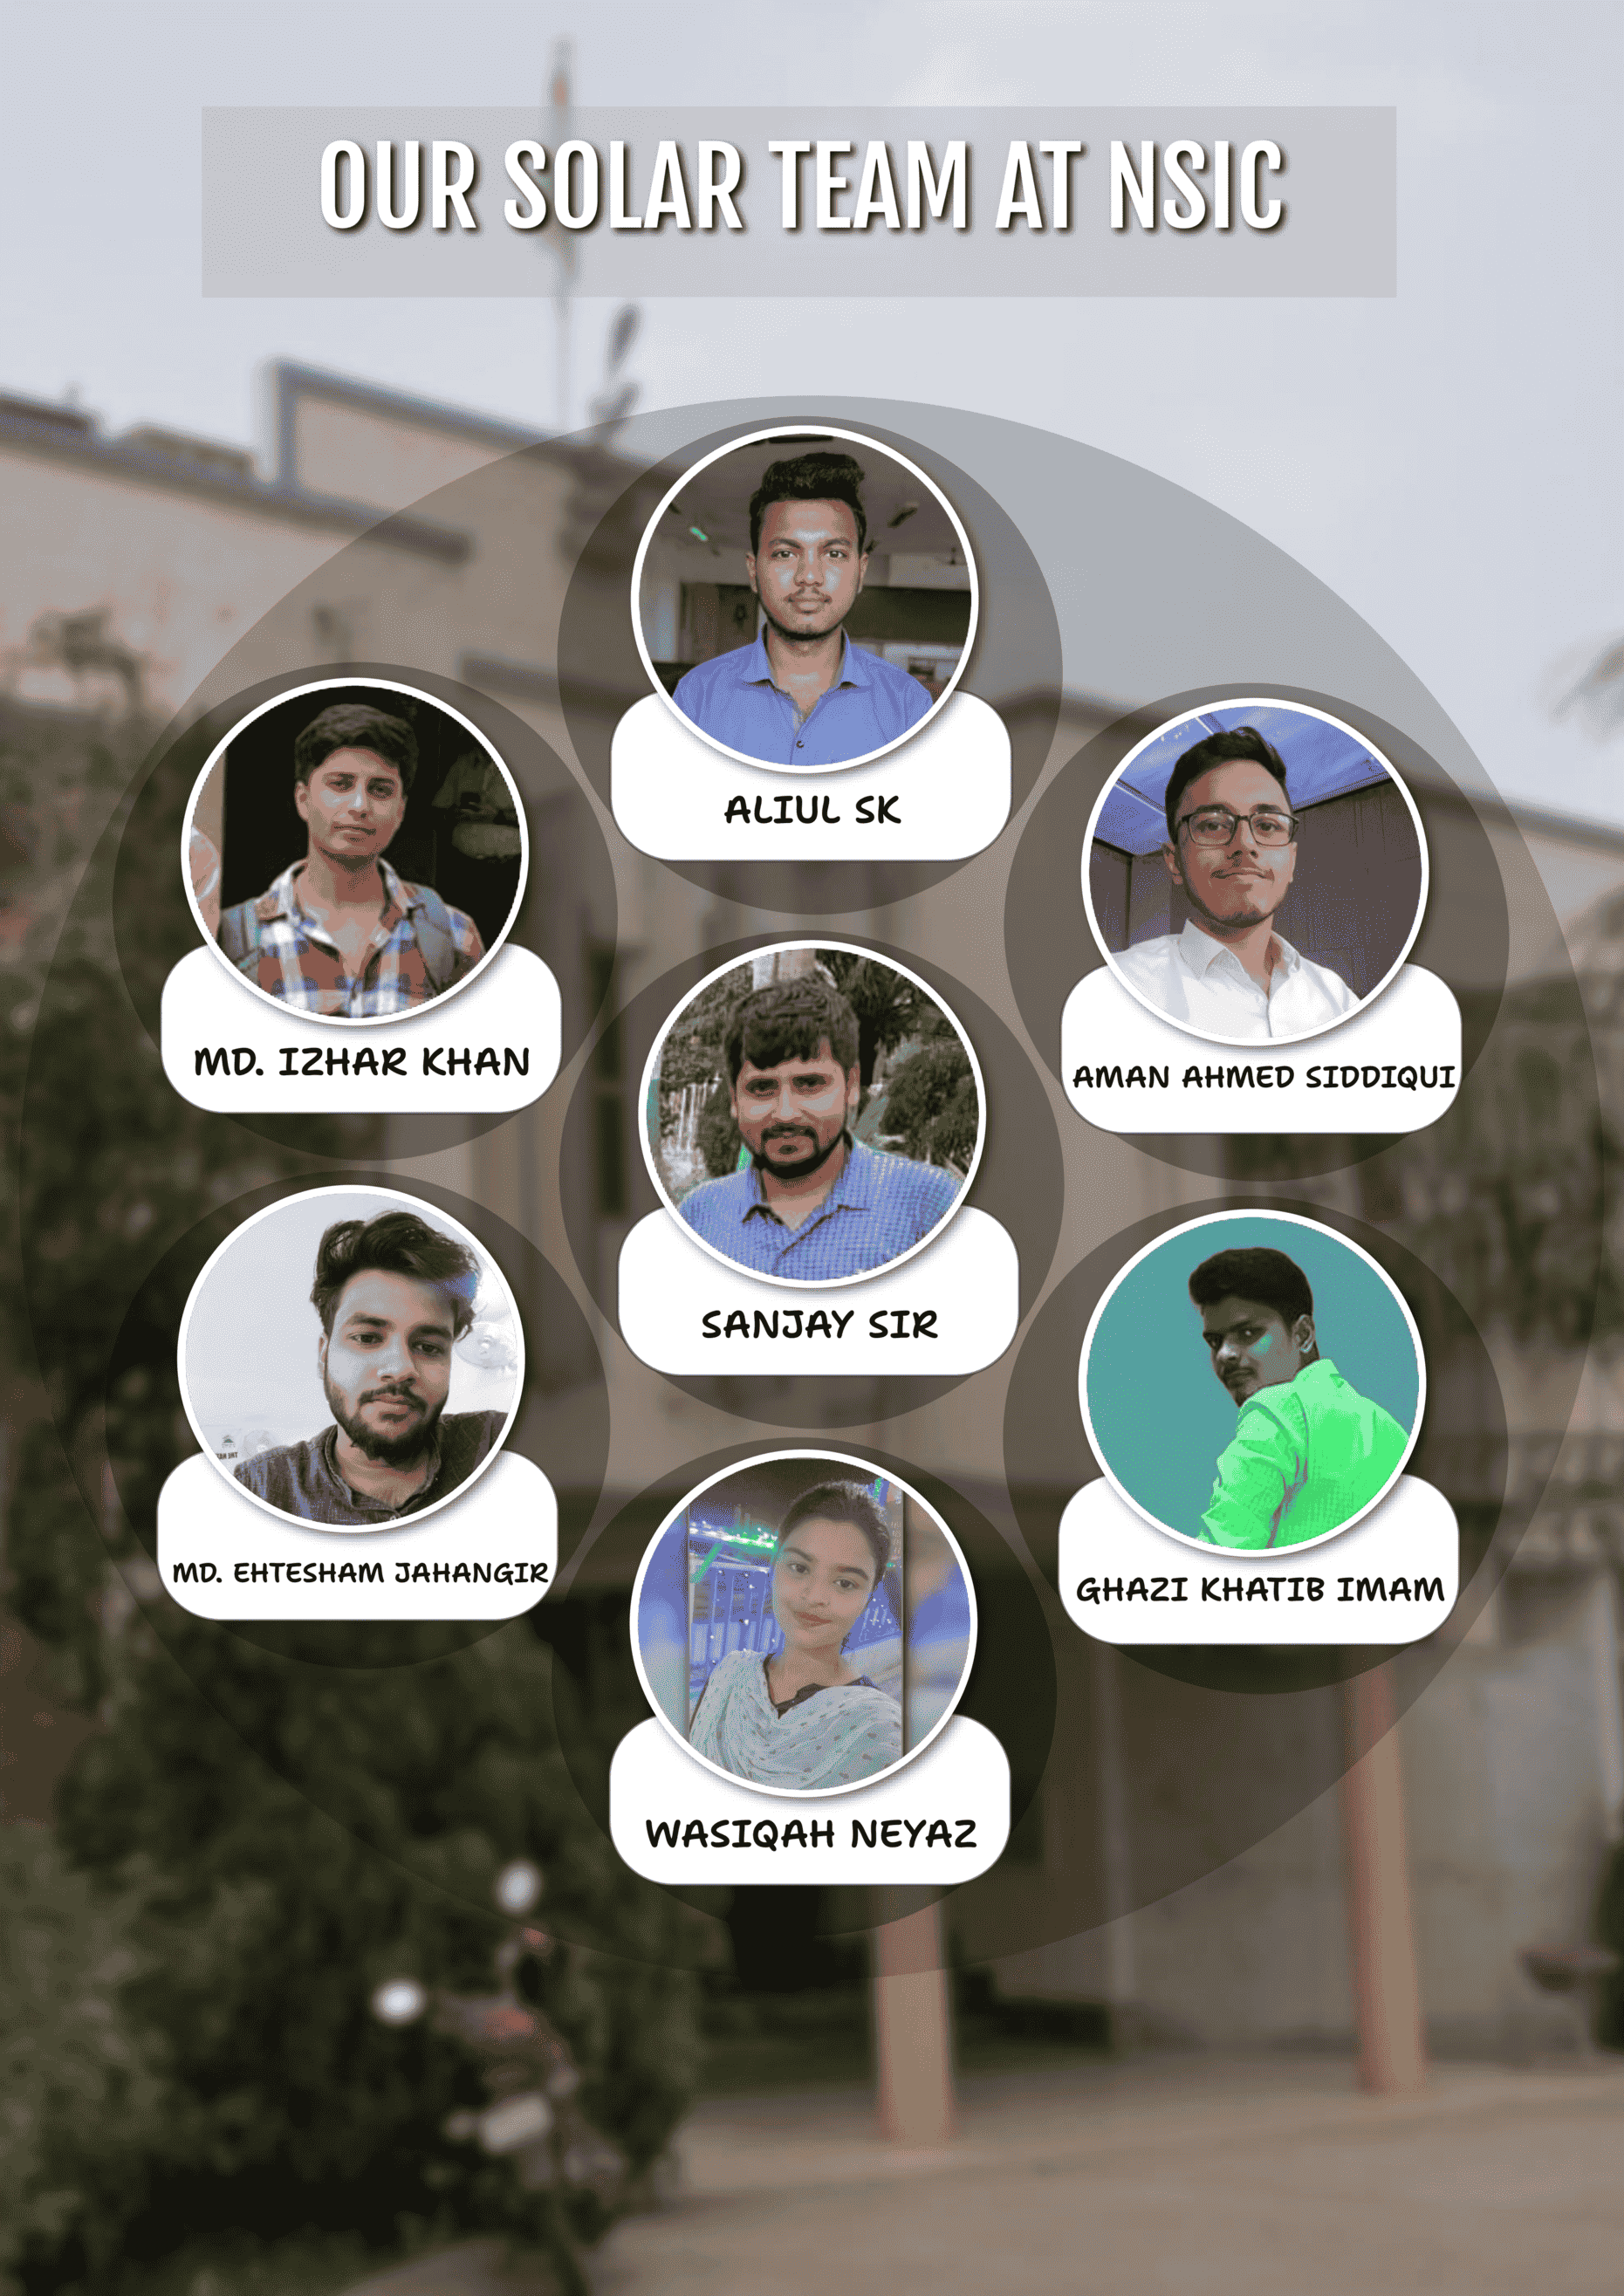 OUR SOLAR TEAM AT NSIC
ALIUL SK
MD. IZHAR KHAN
AMAN AHMED SIDDIQUI
SANJAY SIR
MD. EHTESHAM JAHANGIR
GHAZI KHATIB IMAM
WASIQAH NEYAZ